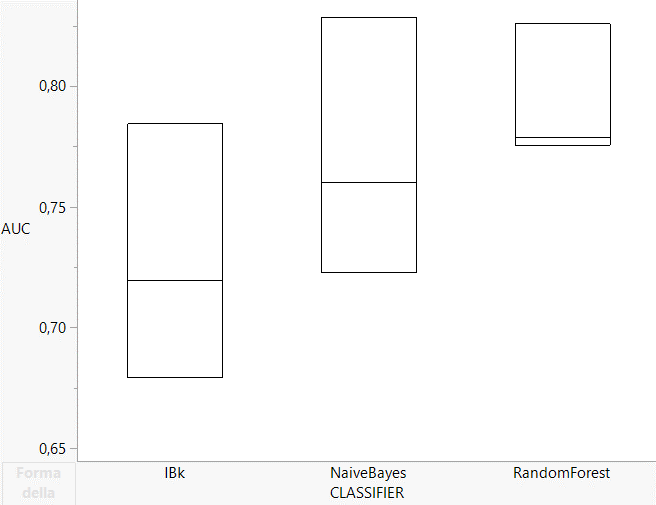 0,80
0,75
AUC
0,70
0,65
IBk NaiveBayes RandomForest
CLASSIFIER
Forma
della